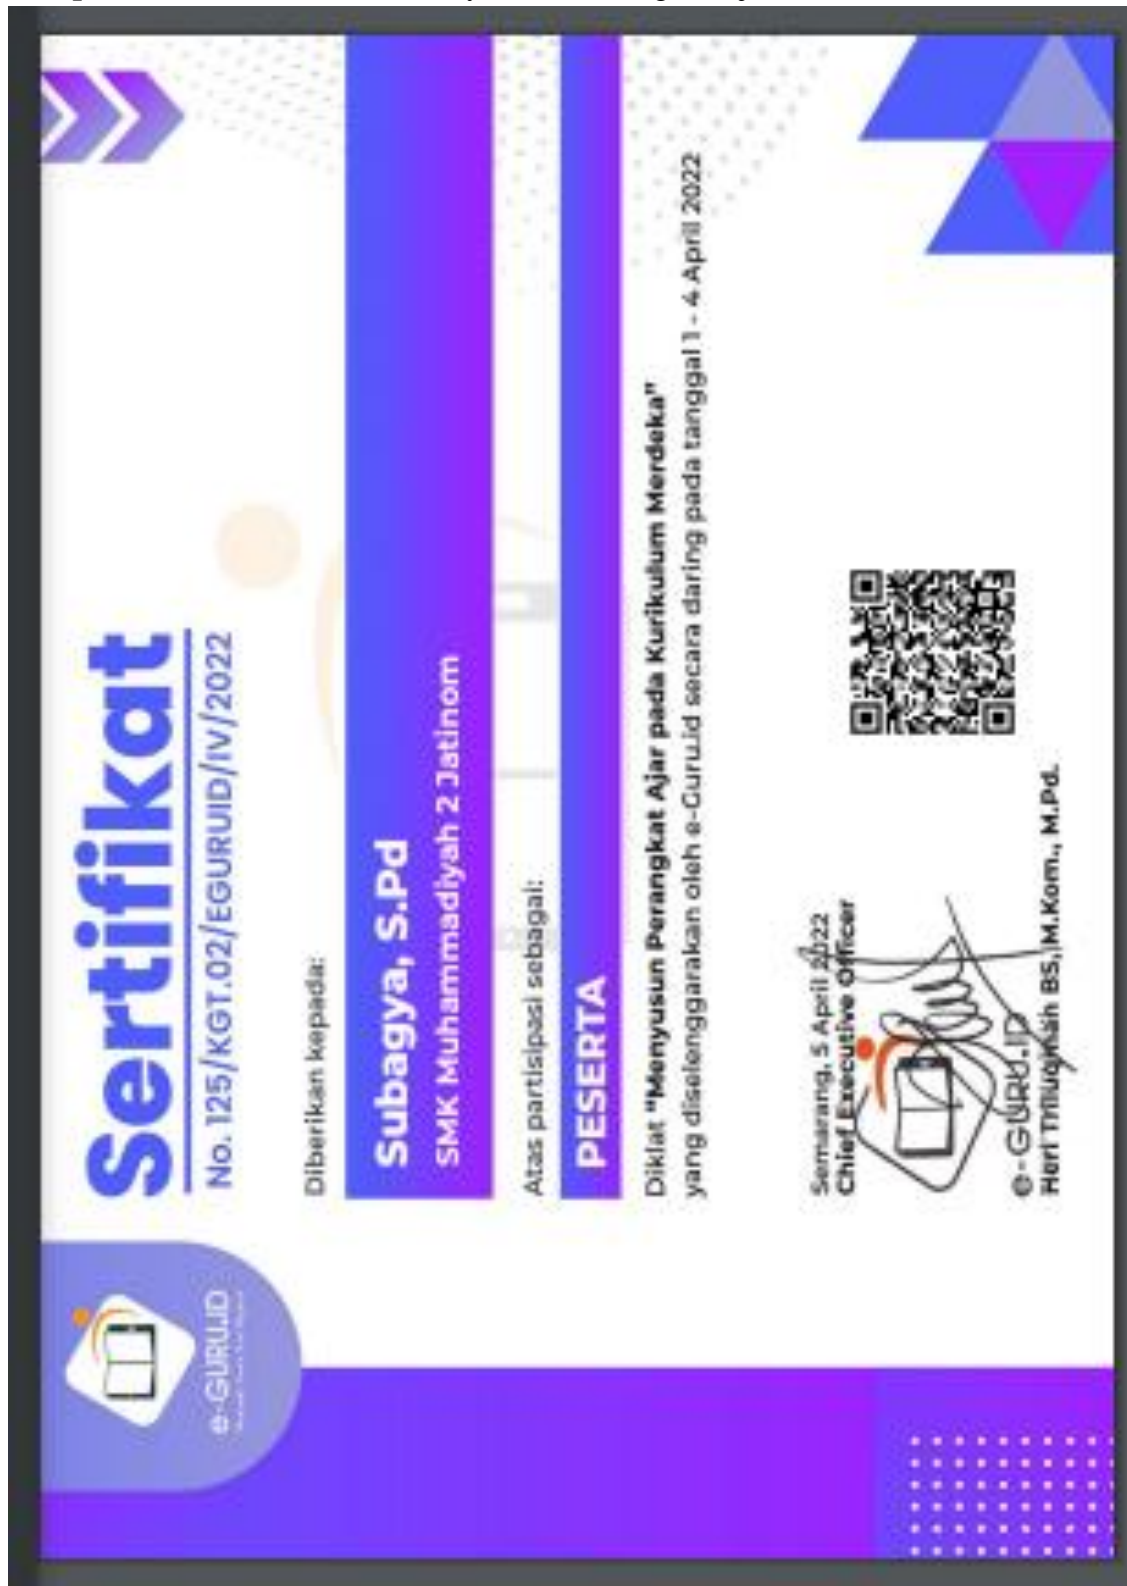 e-GURU.ID
Sertifikat
No. 125/KGT.02/EGURUID/IV/2022
Diberikan kepada:
Subagya, S.Pd
SMK Muhammadiyah 2 Jatinom
Atas partisipasi sebagai:
PESERTA
Diklat "Menyusun Perangkat Ajar pada Kurikulum Merdeka"
yang diselenggarakan oleh e-Guru.id secara daring pada tanggal 1 - 4 April 2022
Semarang, 5 April 2022
Chief Executive Officer
e-GURU.ID
Heri BS, M.Kom., M.Pd.